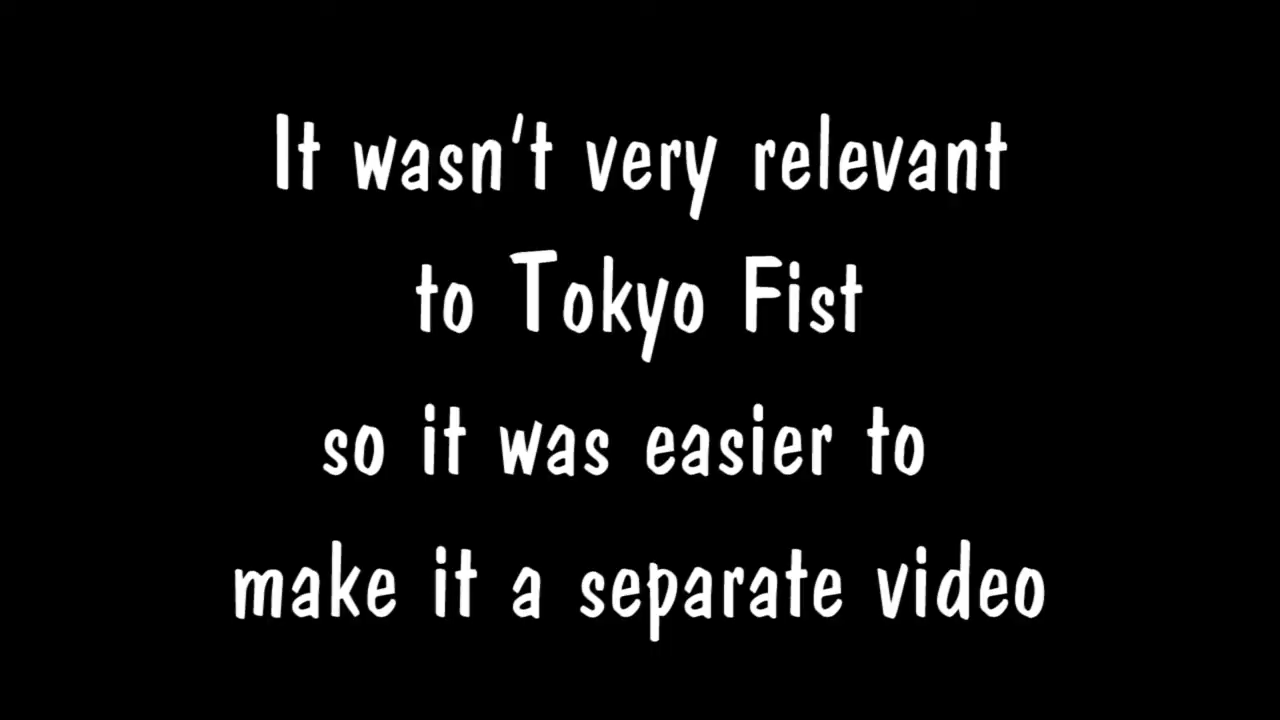 It wasn't very relevant
to Tokyo Fist
so it was easier to
make it a separate video